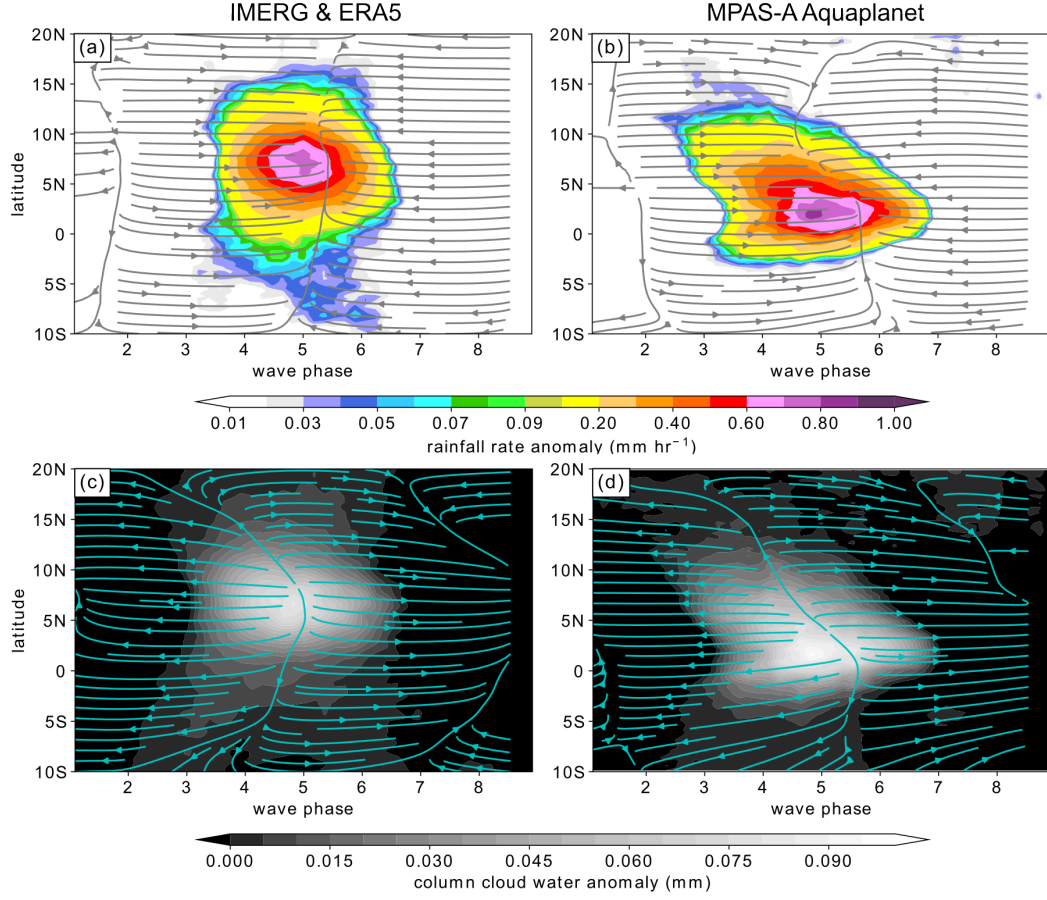 IMERG & ERA5
MPAS-A Aquaplanet
(a)
20N
15N
10N
5N
0
5S
10S
latitude
2 3 4 5 6 7 8
wave phase
(b)
20N
15N
10N
5N
0
5S
10S
2 3 4 5 6 7 8
wave phase
0.01 0.03 0.05 0.07 0.09 0.20 0.40 0.60 0.80 1.00
rainfall rate anomaly (mm hr⁻¹)
(c)
20N
15N
10N
5N
0
5S
10S
latitude
2 3 4 5 6 7 8
wave phase
(d)
20N
15N
10N
5N
0
5S
10S
2 3 4 5 6 7 8
wave phase
0.000 0.015 0.030 0.045 0.060 0.075 0.090
column cloud water anomaly (mm)